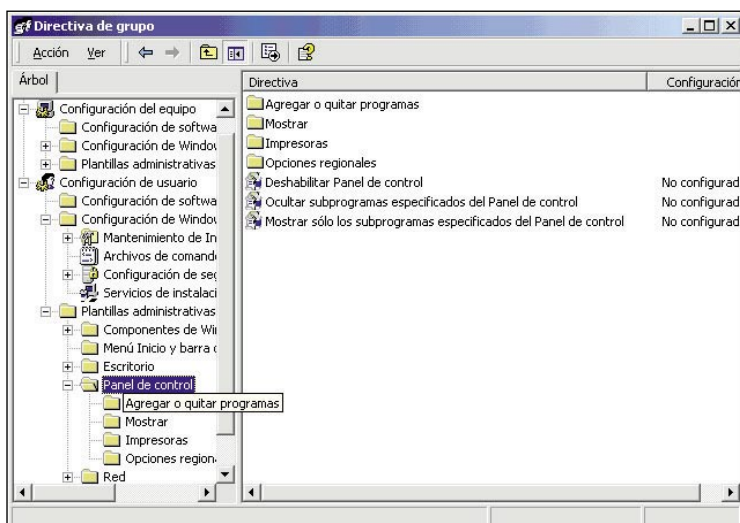 Directiva de grupo
Acción Ver
Árbol
Directiva Configuración
Configuración del equipo
Configuración de softwa
Configuración de Window
Plantillas administrativas
Configuración de usuario
Configuración de softwa
Configuración de Window
Mantenimiento de In
Archivos de comand
Configuración de seg
Servicios de instalaci
Plantillas administrativas
Componentes de Wi
Menú Inicio y barra
Escritorio
Panel de control
Agregar o quitar programas
Mostrar
Impresoras
Opciones region
Red
Agregar o quitar programas
Mostrar
Impresoras
Opciones regionales
Deshabilitar Panel de control No configurad
Ocultar subprogramas especificados del Panel de control No configurad
Mostrar sólo los subprogramas especificados del Panel de control No configurad